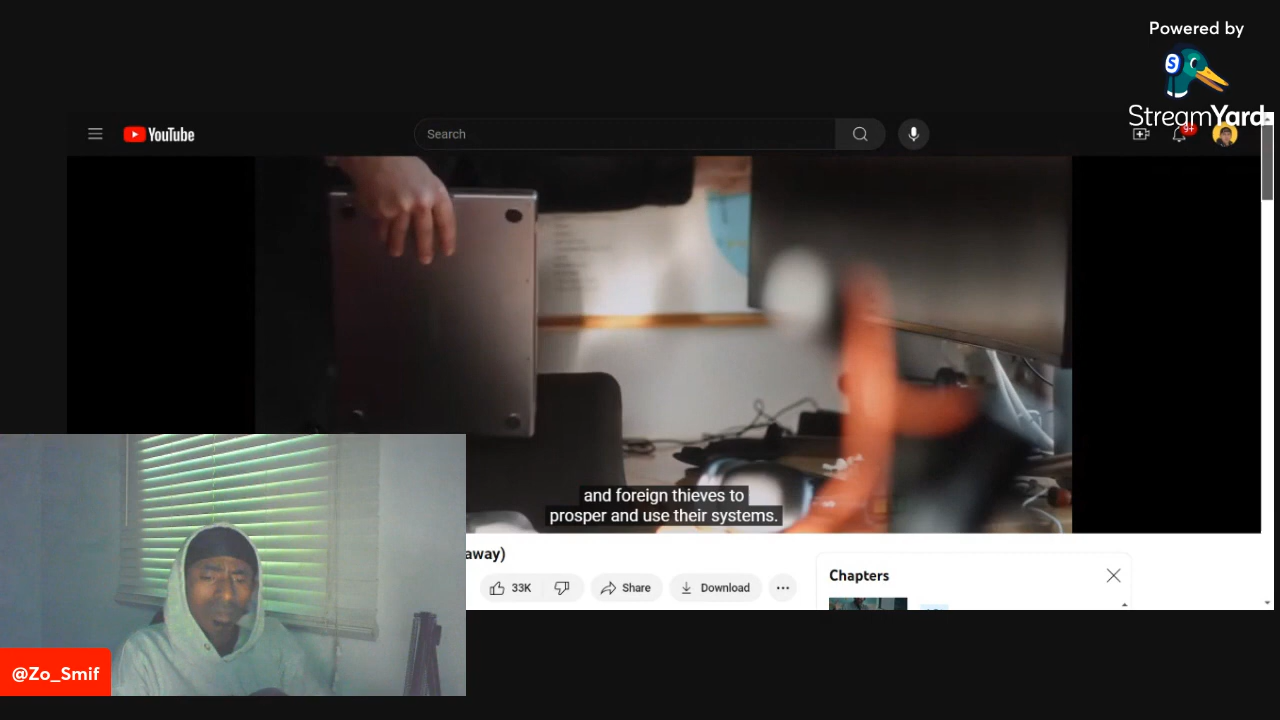 Powered by
S
StreamYard
YouTube
Search
9+
and foreign thieves to
prosper and use their systems.
away)
33K
Share
Download
Chapters
@Zo_Smif